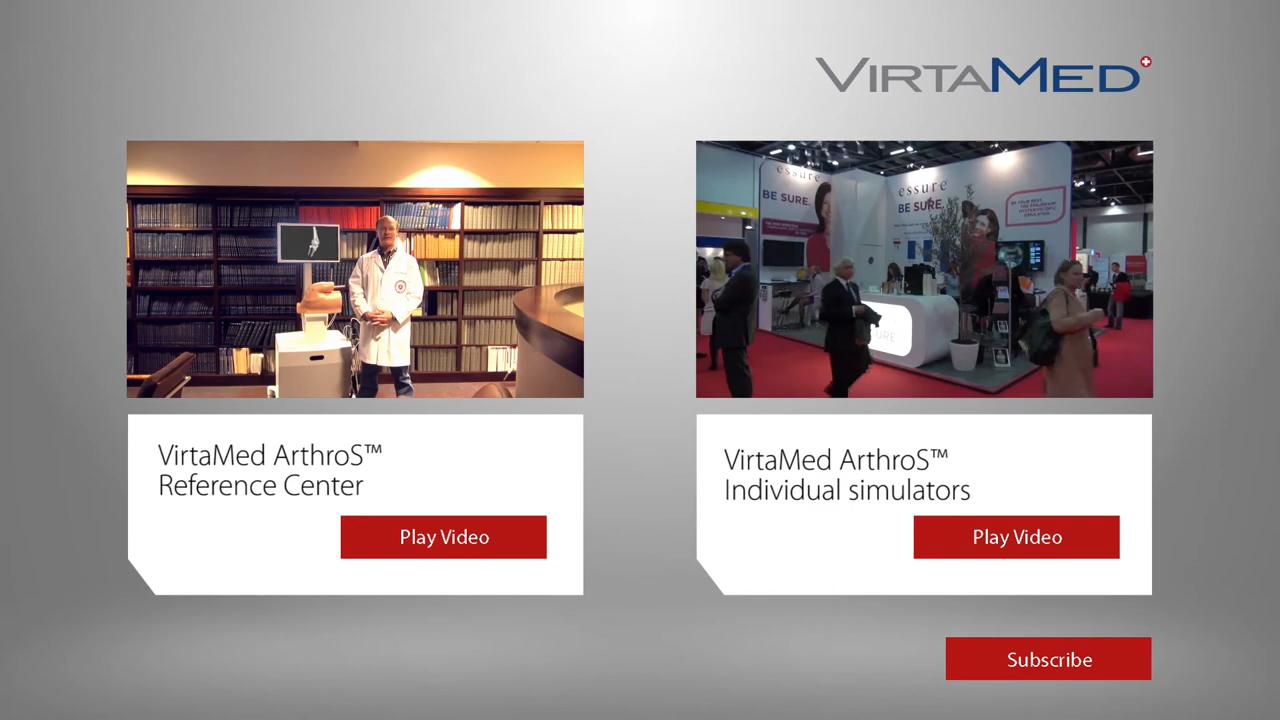 VIRTAMED
essure
BE SURE.
essure
BE SURE.
VirtaMed ArthroS™
Reference Center
Play Video
VirtaMed ArthroS™
Individual simulators
Play Video
Subscribe